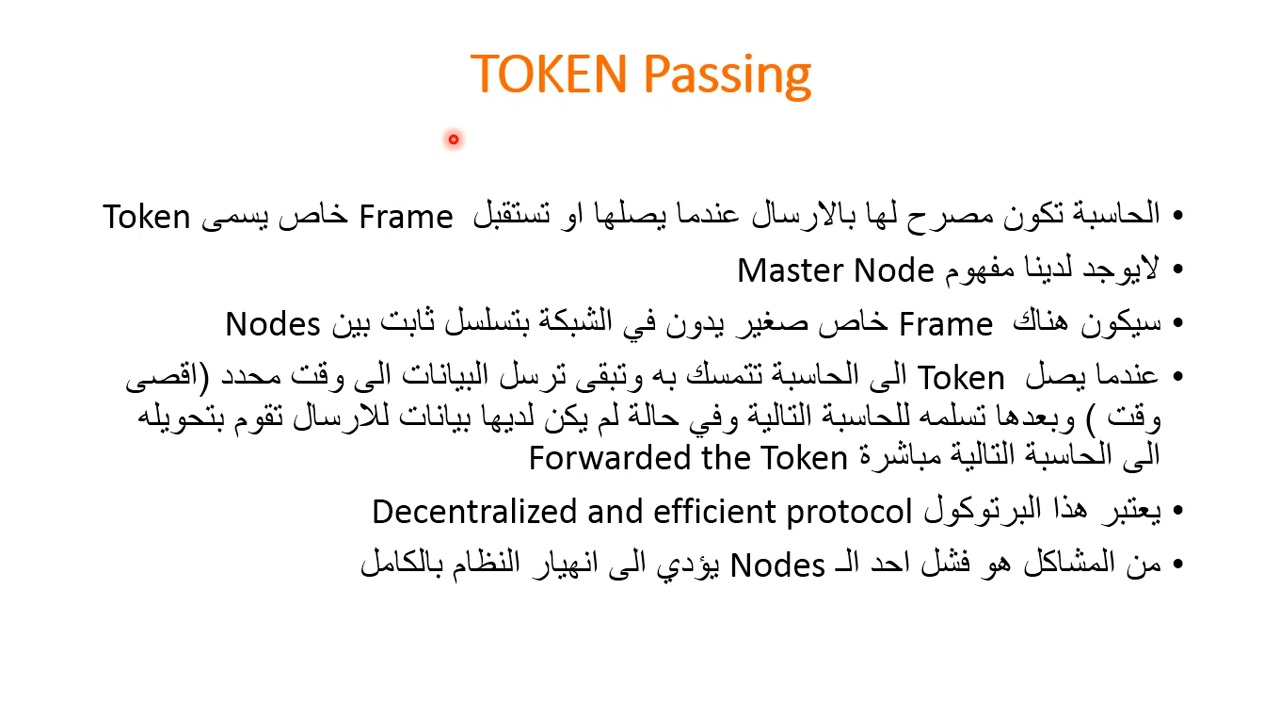 TOKEN Passing
• الحاسبة تكون مصرح لها بالارسال عندما يصلها او تستقبل Frame خاص يسمى Token
• لايوجد لدينا مفهوم Master Node
• سيكون هناك Frame خاص صغير يدون في الشبكة بتسلسل ثابت بين Nodes
• عندما يصل Token الى الحاسبة تتمسك به وتبقى ترسل البيانات الى وقت محدد (اقصى
وقت ) وبعدها تسلمه للحاسبة التالية وفي حالة لم يكن لديها بيانات للارسال تقوم بتحويله
الى الحاسبة التالية مباشرة Forwarded the Token
• يعتبر هذا البرتوكول Decentralized and efficient protocol
• من المشاكل هو فشل احد الـ Nodes يؤدي الى انهيار النظام بالكامل